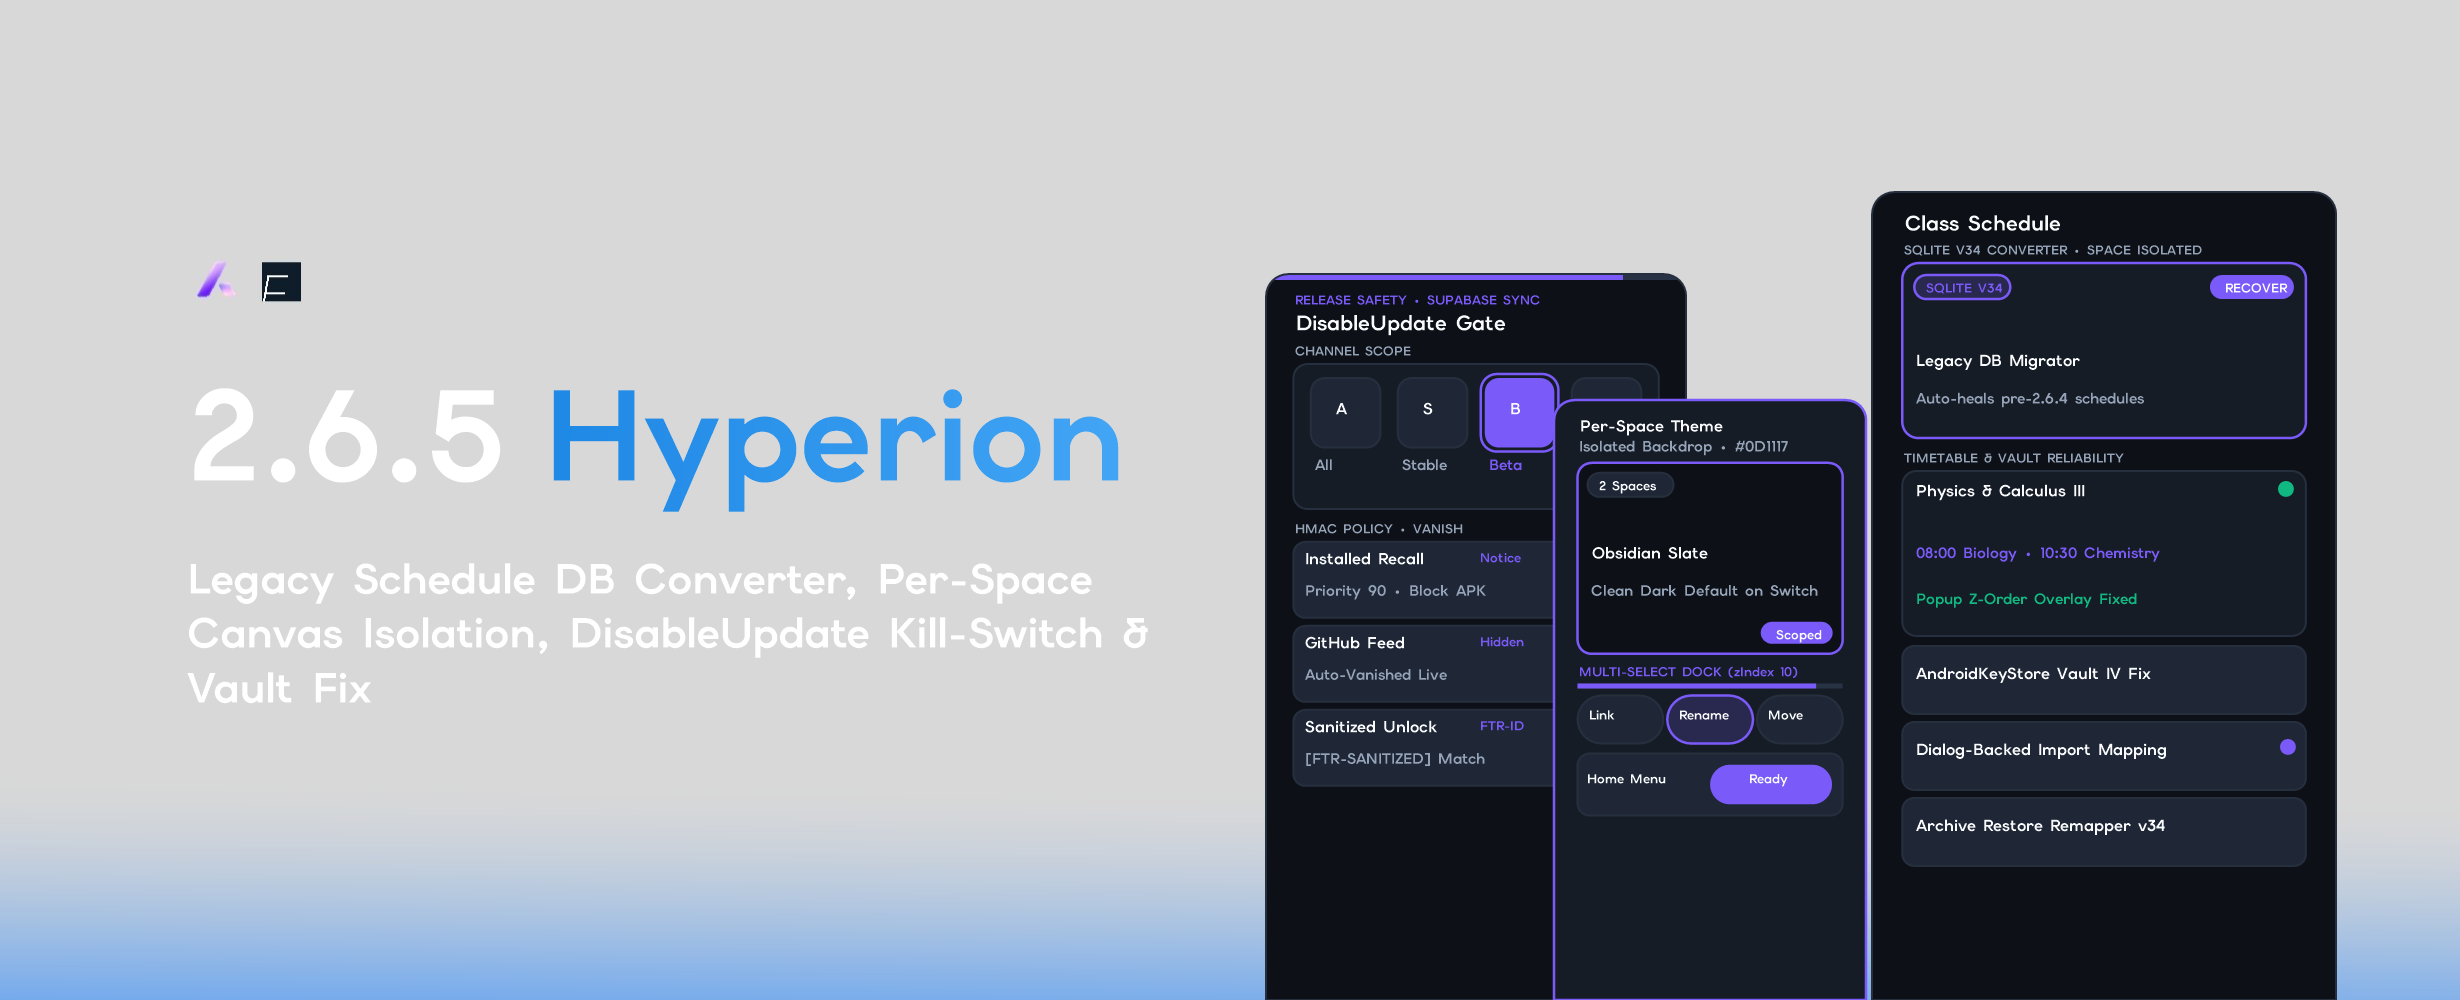 2.6.5 Hyperion
Legacy Schedule DB Converter, Per-Space
Canvas Isolation, DisableUpdate Kill-Switch &
Vault Fix
RELEASE SAFETY • SUPABASE SYNC
DisableUpdate Gate
CHANNEL SCOPE
A
S
B
All
Stable
Beta
HMAC POLICY • VANISH
Installed Recall
Notice
Priority 90 • Block APK
GitHub Feed
Hidden
Auto-Vanished Live
Sanitized Unlock
FTR-ID
[FTR-SANITIZED] Match
Per-Space Theme
Isolated Backdrop • #0D1117
2 Spaces
Obsidian Slate
Clean Dark Default on Switch
Scoped
MULTI-SELECT DOCK (zIndex 10)
Link
Rename
Move
Home Menu
Ready
Class Schedule
SQLITE V34 CONVERTER • SPACE ISOLATED
SQLITE V34
RECOVER
Legacy DB Migrator
Auto-heals pre-2.6.4 schedules
TIMETABLE & VAULT RELIABILITY
Physics & Calculus III
08:00 Biology • 10:30 Chemistry
Popup Z-Order Overlay Fixed
AndroidKeyStore Vault IV Fix
Dialog-Backed Import Mapping
Archive Restore Remapper v34